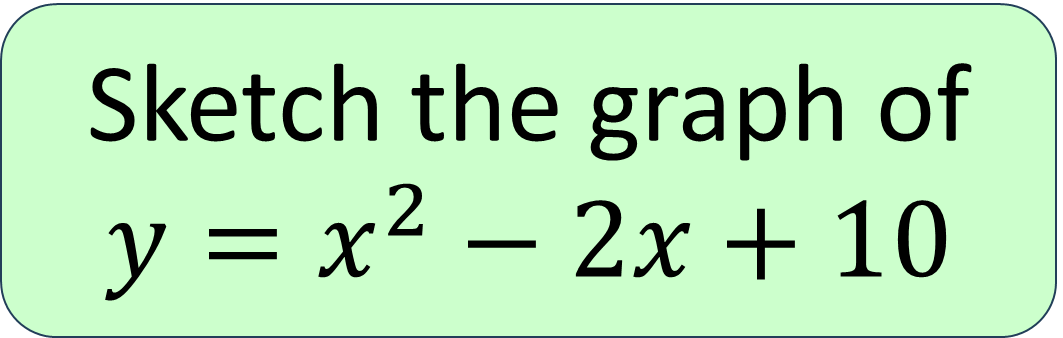 Sketch the graph of
𝑦 = 𝑥² − 2𝑥 + 10